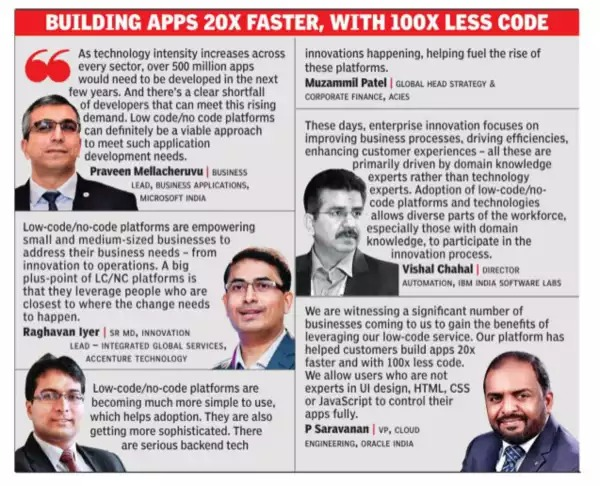 BUILDING APPS 20X FASTER, WITH 100X LESS CODE
As technology intensity increases across
every sector, over 500 million apps
would need to be developed in the next
few years. And there's a clear shortfall
of developers that can meet this rising
demand. Low code/no code platforms
can definitely be a viable approach
to meet such application
development needs.
Praveen Mellacheruvu | BUSINESS
LEAD, BUSINESS APPLICATIONS,
MICROSOFT INDIA
Low-code/no-code platforms are empowering
small and medium-sized businesses to
address their business needs – from
innovation to operations. A big
plus-point of LC/NC platforms is
that they leverage people who are
closest to where the change needs
to happen.
Raghavan Iyer | SR MD, INNOVATION
LEAD – INTEGRATED GLOBAL SERVICES,
ACCENTURE TECHNOLOGY
Low-code/no-code platforms are
becoming much more simple to use,
which helps adoption. They are also
getting more sophisticated. There
are serious backend tech
innovations happening, helping fuel the rise of
these platforms.
Muzammil Patel | GLOBAL HEAD STRATEGY &
CORPORATE FINANCE, ACIES
These days, enterprise innovation focuses on
improving business processes, driving efficiencies,
enhancing customer experiences – all these are
primarily driven by domain knowledge
experts rather than technology
experts. Adoption of low-code/no-
code platforms and technologies
allows diverse parts of the workforce,
especially those with domain
knowledge, to participate in the
innovation process.
Vishal Chahal | DIRECTOR
AUTOMATION, IBM INDIA SOFTWARE LABS
We are witnessing a significant number of
businesses coming to us to gain the benefits of
leveraging our low-code service. Our platform has
helped customers build apps 20x
faster and with 100x less code.
We allow users who are not
experts in UI design, HTML, CSS
or JavaScript to control their
apps fully.
P Saravanan | VP, CLOUD
ENGINEERING, ORACLE INDIA